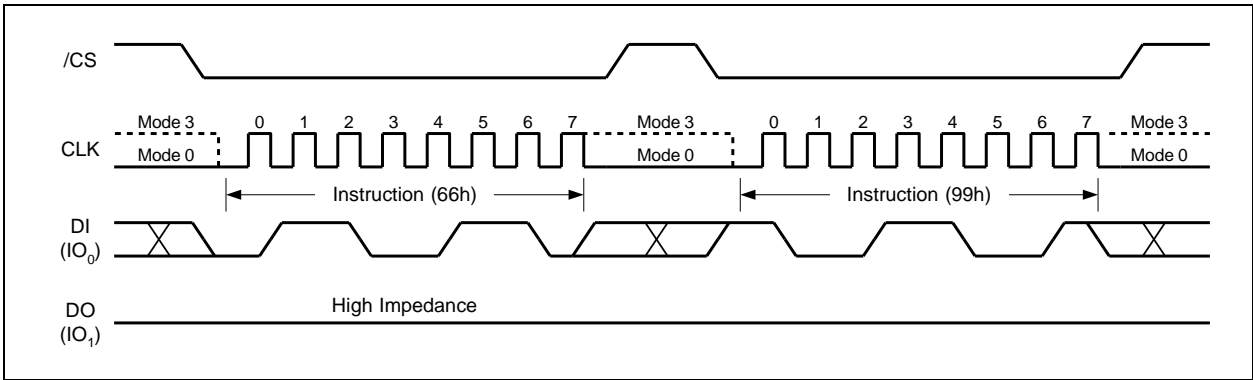 /CS
Mode 3 0 1 2 3 4 5 6 7 Mode 3 0 1 2 3 4 5 6 7 Mode 3
CLK
Mode 0 Mode 0 Mode 0
Instruction (66h) Instruction (99h)
DI
(IO0)
High Impedance
DO
(IO1)